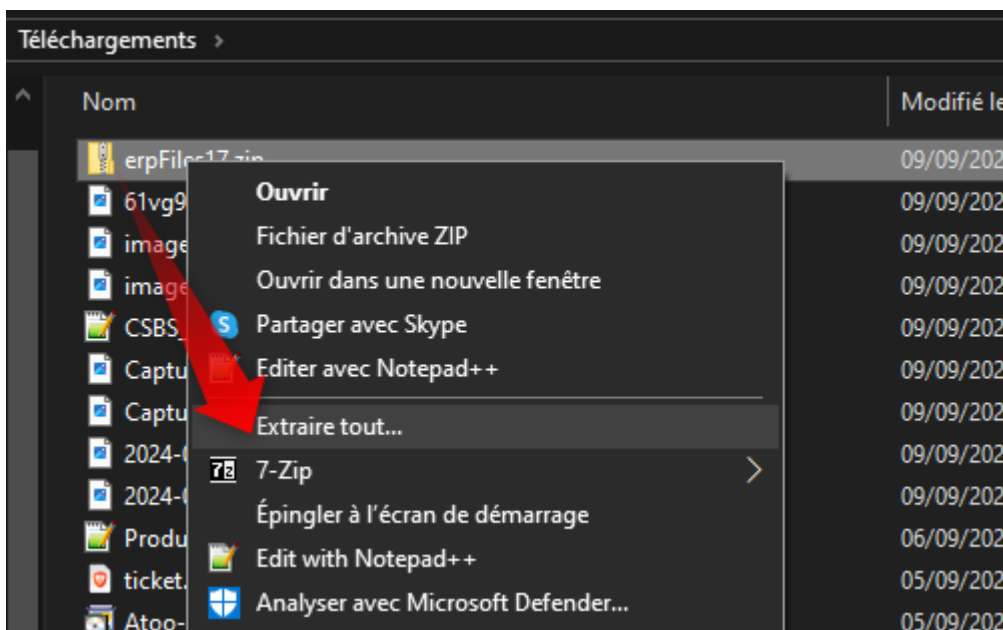 Téléchargements >
Nom
Modifié le
erpFiles17.zip
09/09/202
Ouvrir
61vg9
09/09/202
Fichier d'archive ZIP
image
09/09/202
Ouvrir dans une nouvelle fenêtre
image
09/09/202
Partager avec Skype
CSBS_
09/09/202
Editer avec Notepad++
Captu
09/09/202
Extraire tout...
Captu
09/09/202
7-Zip
2024-0
09/09/202
Épingler à l'écran de démarrage
2024-0
09/09/202
Edit with Notepad++
Produ
06/09/202
Analyser avec Microsoft Defender...
ticket.
05/09/202
Atoo-
05/09/202